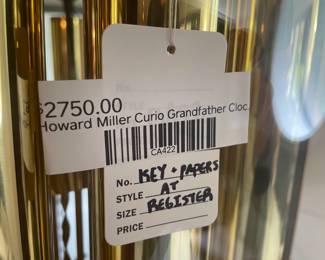 $2750.00
Howard Miller Curio Grandfather Cloc.
CA422
No. KEY + PAPERS
STYLE AT
SIZE REGISTER
PRICE